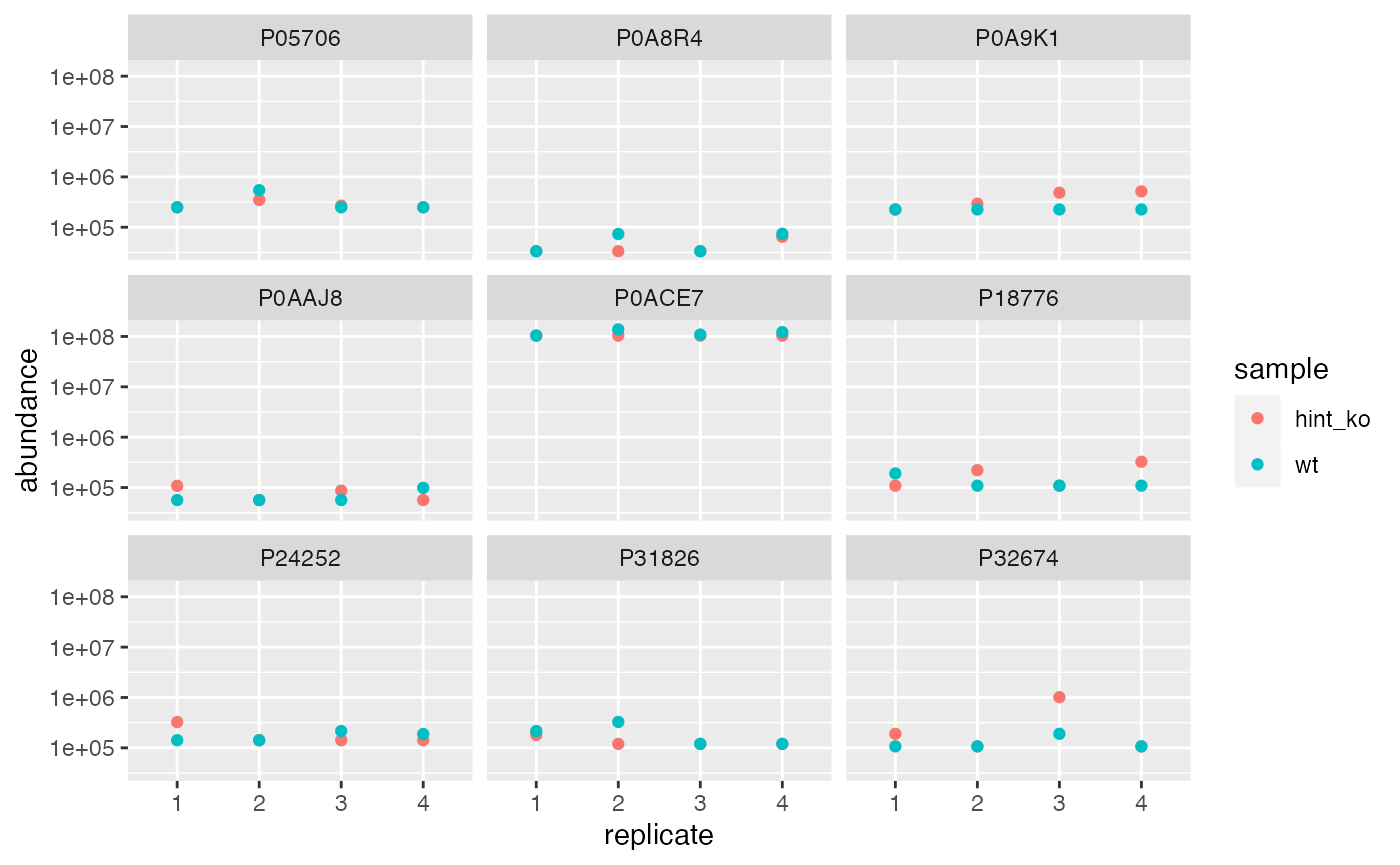 P05706
P0A8R4
P0A9K1
1e+08
1e+07
1e+06
1e+05
P0AAJ8
P0ACE7
P18776
1e+08
1e+07
1e+06
1e+05
P24252
P31826
P32674
1e+08
1e+07
1e+06
1e+05
1 2 3 4
1 2 3 4
1 2 3 4
replicate
abundance
sample
hint_ko
wt